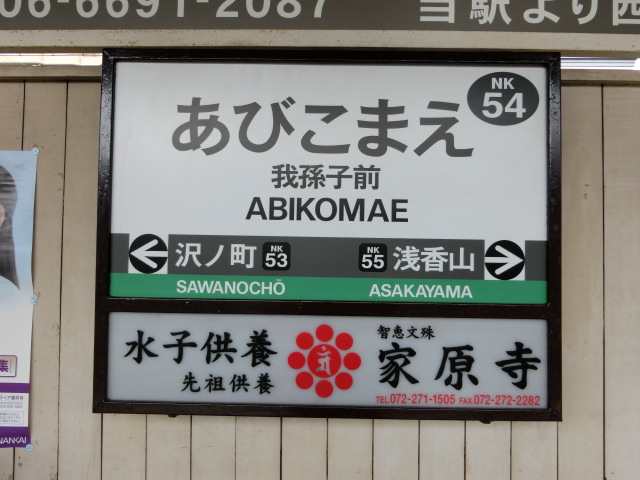 06-6691-2087 当駅より西
あびこまえ
NK
54
我孫子前
ABIKOMAE
沢ノ町 NK 53
NK 55 浅香山
SAWANOCHŌ
ASAKAYAMA
水子供養
先祖供養
智恵文殊
家原寺
TEL.072-271-1505 FAX.072-272-2282
集
NANKAI